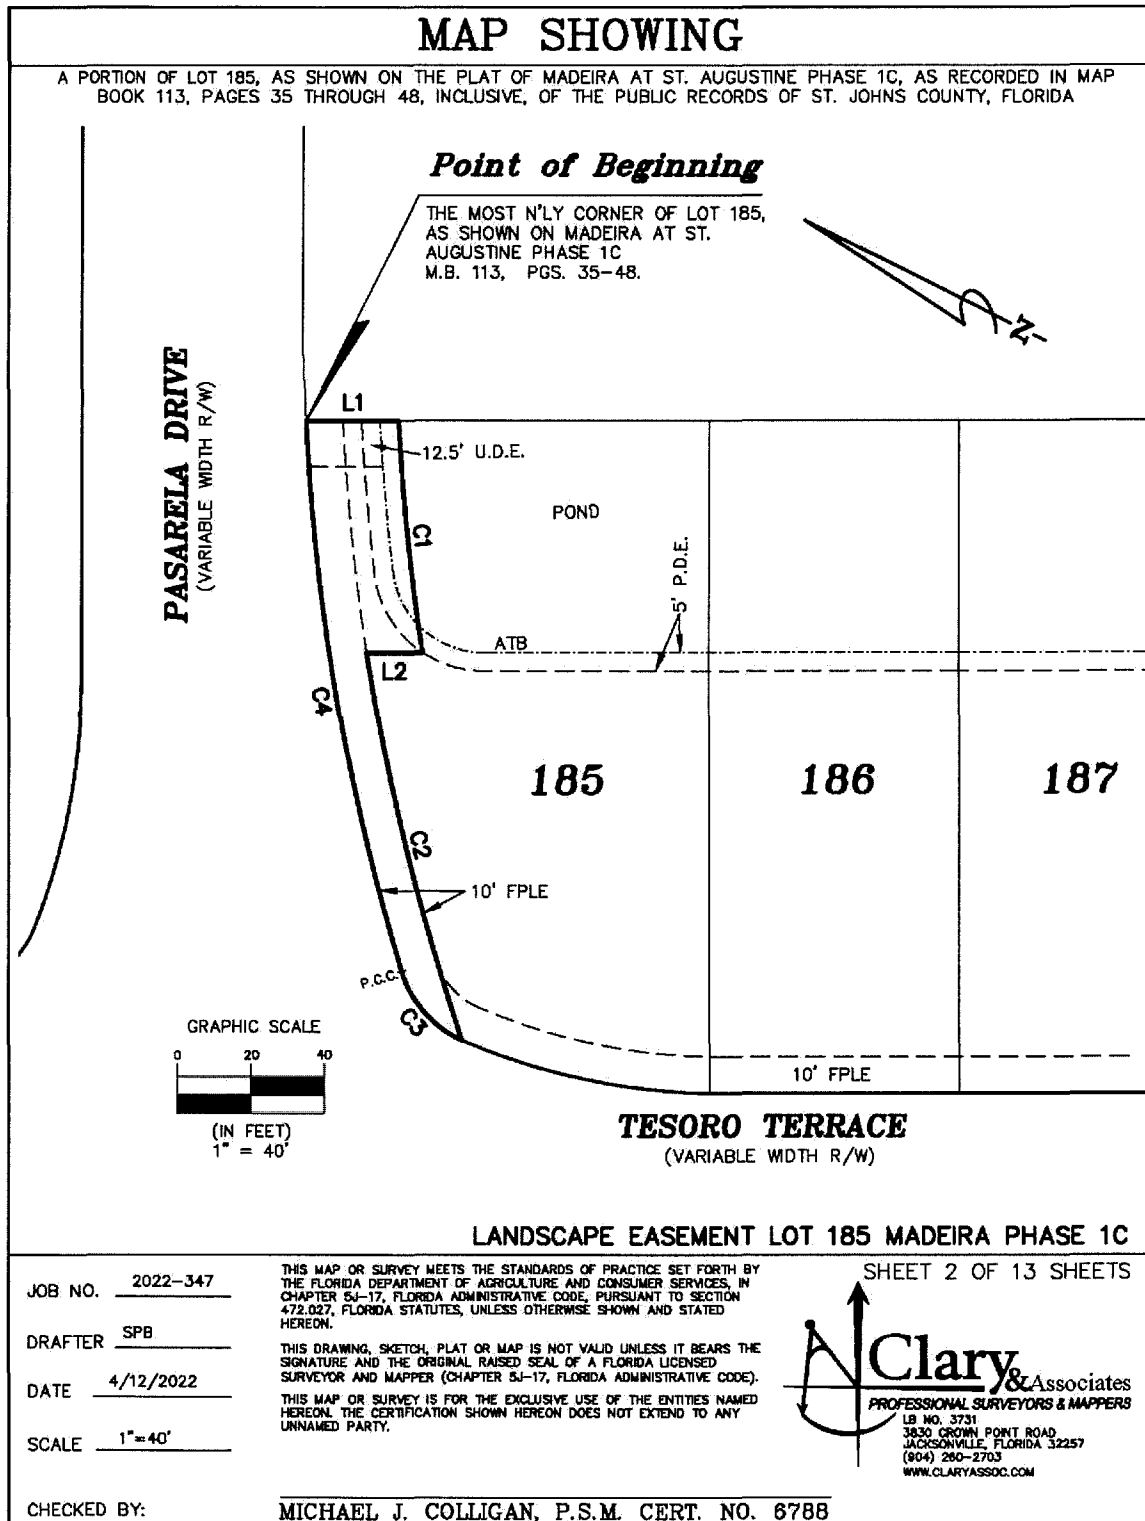 MAP SHOWING
A PORTION OF LOT 185, AS SHOWN ON THE PLAT OF MADEIRA AT ST. AUGUSTINE PHASE 1C, AS RECORDED IN MAP
BOOK 113, PAGES 35 THROUGH 48, INCLUSIVE, OF THE PUBLIC RECORDS OF ST. JOHNS COUNTY, FLORIDA
Point of Beginning
THE MOST N'LY CORNER OF LOT 185,
AS SHOWN ON MADEIRA AT ST.
AUGUSTINE PHASE 1C
M.B. 113, PGS. 35-48.
N
PASARELA DRIVE
(VARIABLE WIDTH R/W)
L1
12.5' U.D.E.
POND
C1
5' P.D.E.
ATB
L2
C4
185
186
187
C2
10' FPLE
P.C.C.
C3
GRAPHIC SCALE
0 20 40
(IN FEET)
1" = 40'
10' FPLE
TESORO TERRACE
(VARIABLE WIDTH R/W)
LANDSCAPE EASEMENT LOT 185 MADEIRA PHASE 1C
JOB NO. 2022-347
DRAFTER SPB
DATE 4/12/2022
SCALE 1"=40'
CHECKED BY:
THIS MAP OR SURVEY MEETS THE STANDARDS OF PRACTICE SET FORTH BY
THE FLORIDA DEPARTMENT OF AGRICULTURE AND CONSUMER SERVICES, IN
CHAPTER 5J-17, FLORIDA ADMINISTRATIVE CODE, PURSUANT TO SECTION
472.027, FLORIDA STATUTES, UNLESS OTHERWISE SHOWN AND STATED
HEREON.
THIS DRAWING, SKETCH, PLAT OR MAP IS NOT VALID UNLESS IT BEARS THE
SIGNATURE AND THE ORIGINAL RAISED SEAL OF A FLORIDA LICENSED
SURVEYOR AND MAPPER (CHAPTER 5J-17, FLORIDA ADMINISTRATIVE CODE).
THIS MAP OR SURVEY IS FOR THE EXCLUSIVE USE OF THE ENTITIES NAMED
HEREON. THE CERTIFICATION SHOWN HEREON DOES NOT EXTEND TO ANY
UNNAMED PARTY.
MICHAEL J. COLLIGAN, P.S.M. CERT. NO. 6788
SHEET 2 OF 13 SHEETS
Clary
& Associates
PROFESSIONAL SURVEYORS & MAPPERS
LB NO. 3731
3830 CROWN POINT ROAD
JACKSONVILLE, FLORIDA 32257
(904) 260-2703
WWW.CLARYASSOC.COM